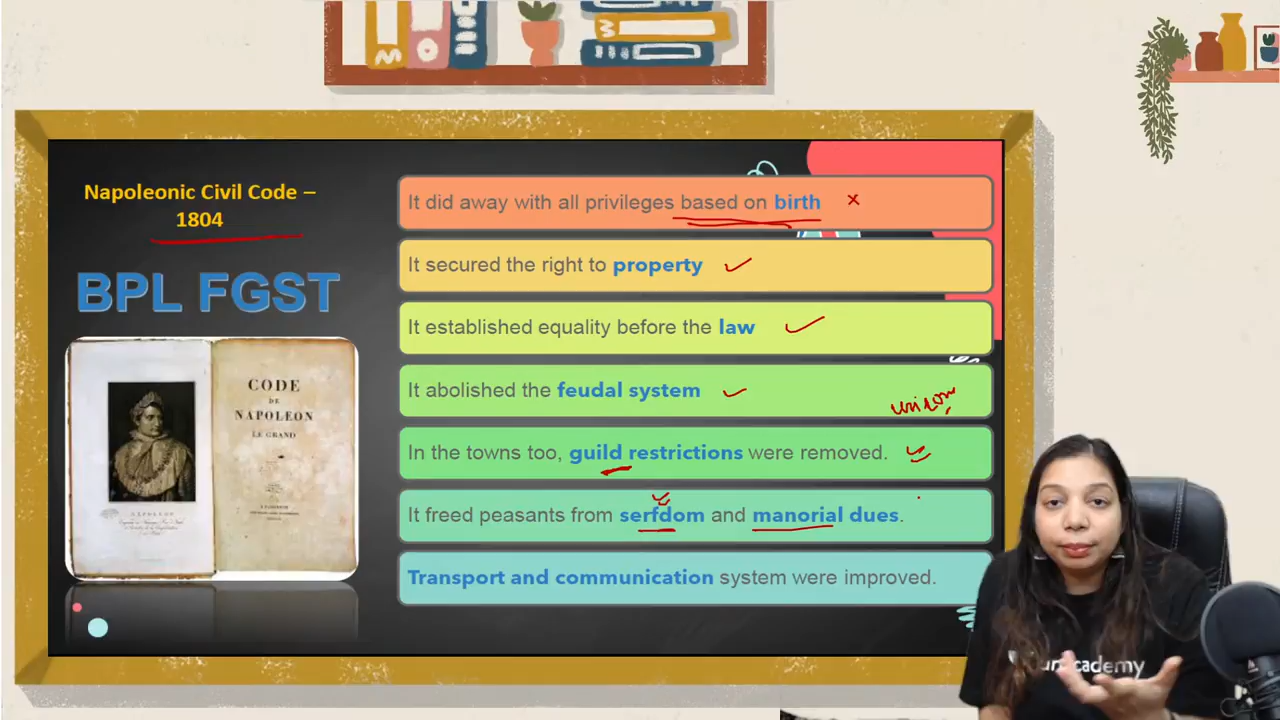 Napoleonic Civil Code –
1804
BPL FGST
CODE
DE
NAPOLEON
LE GRAND
It did away with all privileges based on birth
It secured the right to property
It established equality before the law
It abolished the feudal system
In the towns too, guild restrictions were removed.
It freed peasants from serfdom and manorial dues.
Transport and communication system were improved.